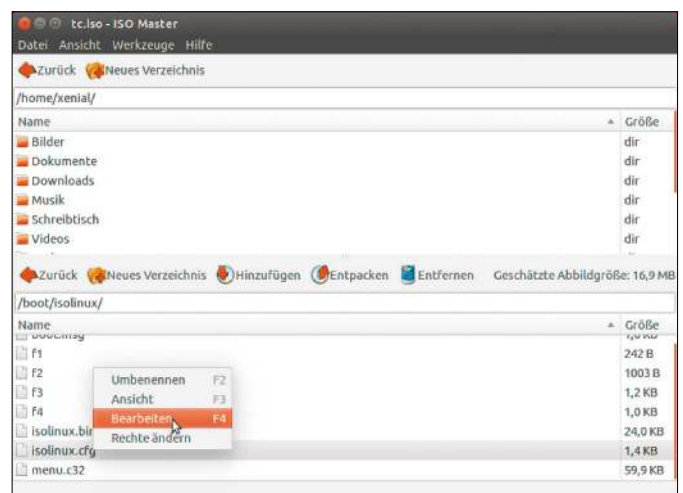 tc.iso - ISO Master
Datei Ansicht Werkzeuge Hilfe
Zurück Neues Verzeichnis
/home/xenial/
Name Größe
Bilder dir
Dokumente dir
Downloads dir
Musik dir
Schreibtisch dir
Videos dir
Zurück Neues Verzeichnis Hinzufügen Entpacken Entfernen Geschätzte Abbildgröße: 16,9 MB
/boot/isolinux/
Name Größe
f1 242 B
f2 1003 B
f3 1,2 KB
f4 1,0 KB
isolinux.bin 24,0 KB
isolinux.cfg 1,4 KB
menu.c32 59,9 KB
Umbenennen F2
Ansicht F3
Bearbeiten F4
Rechte ändern